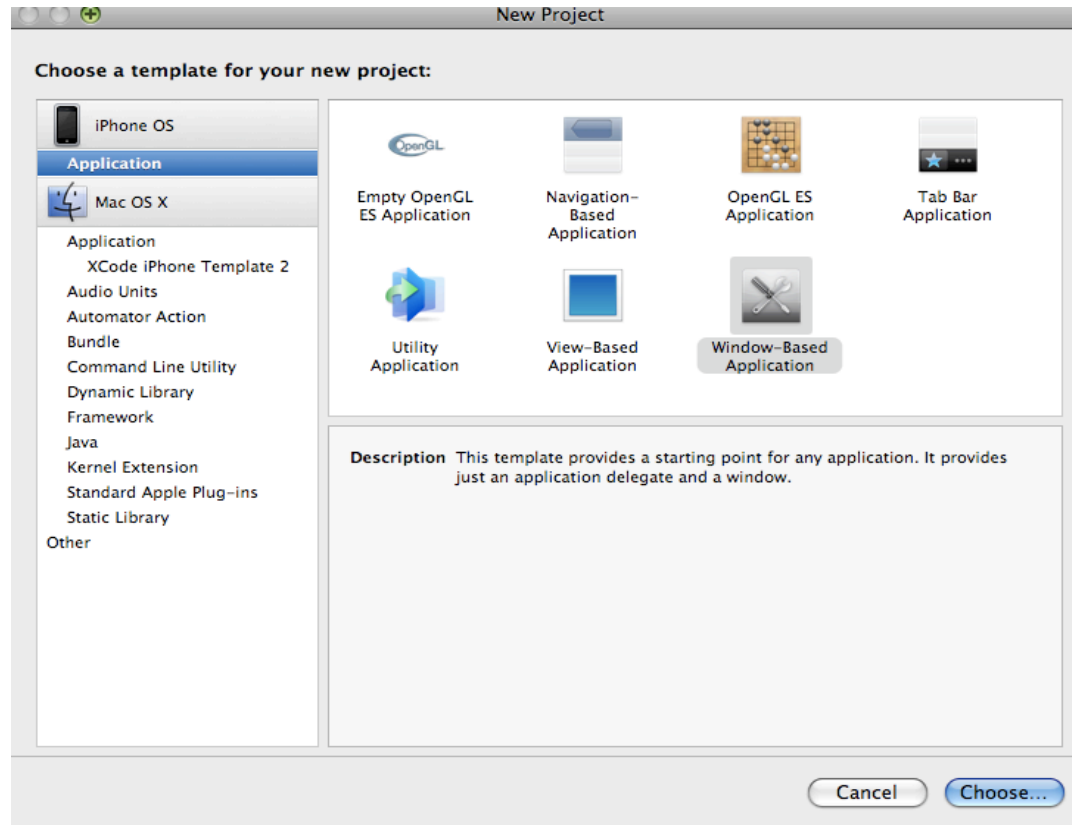 New Project
Choose a template for your new project:
iPhone OS
Application
Mac OS X
Application
XCode iPhone Template 2
Audio Units
Automator Action
Bundle
Command Line Utility
Dynamic Library
Framework
Java
Kernel Extension
Standard Apple Plug-ins
Static Library
Other
OpenGL
Empty OpenGL
ES Application
Navigation-
Based
Application
OpenGL ES
Application
Tab Bar
Application
Utility
Application
View-Based
Application
Window-Based
Application
Description This template provides a starting point for any application. It provides
just an application delegate and a window.
Cancel
Choose...